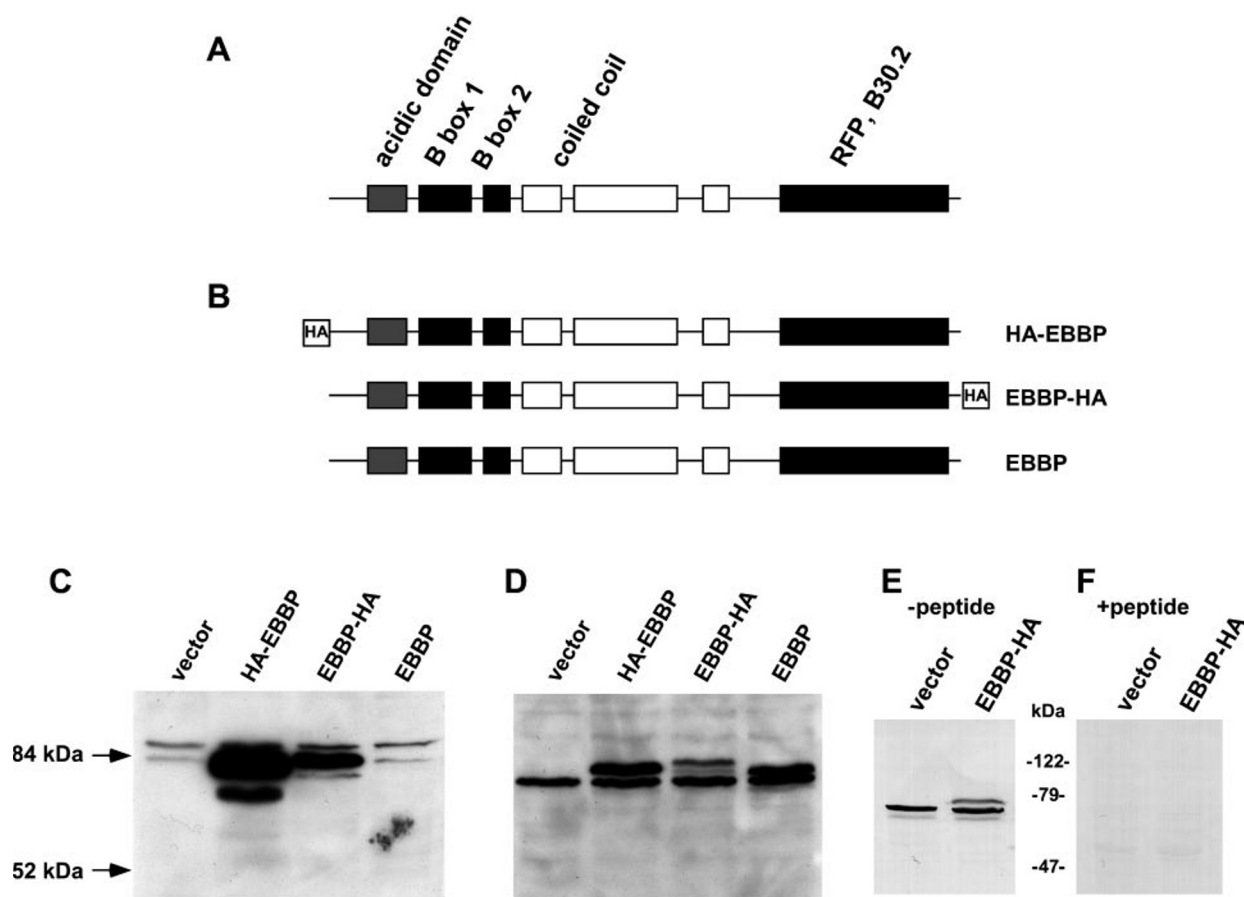 A
acidic domain
B box 1
B box 2
coiled coil
RFP, B30.2
B
HA
HA-EBBP
HA
EBBP-HA
EBBP
C
vector
HA-EBBP
EBBP-HA
EBBP
84 kDa
52 kDa
D
vector
HA-EBBP
EBBP-HA
EBBP
E
-peptide
vector
EBBP-HA
kDa
-122-
-79-
-47-
F
+peptide
vector
EBBP-HA